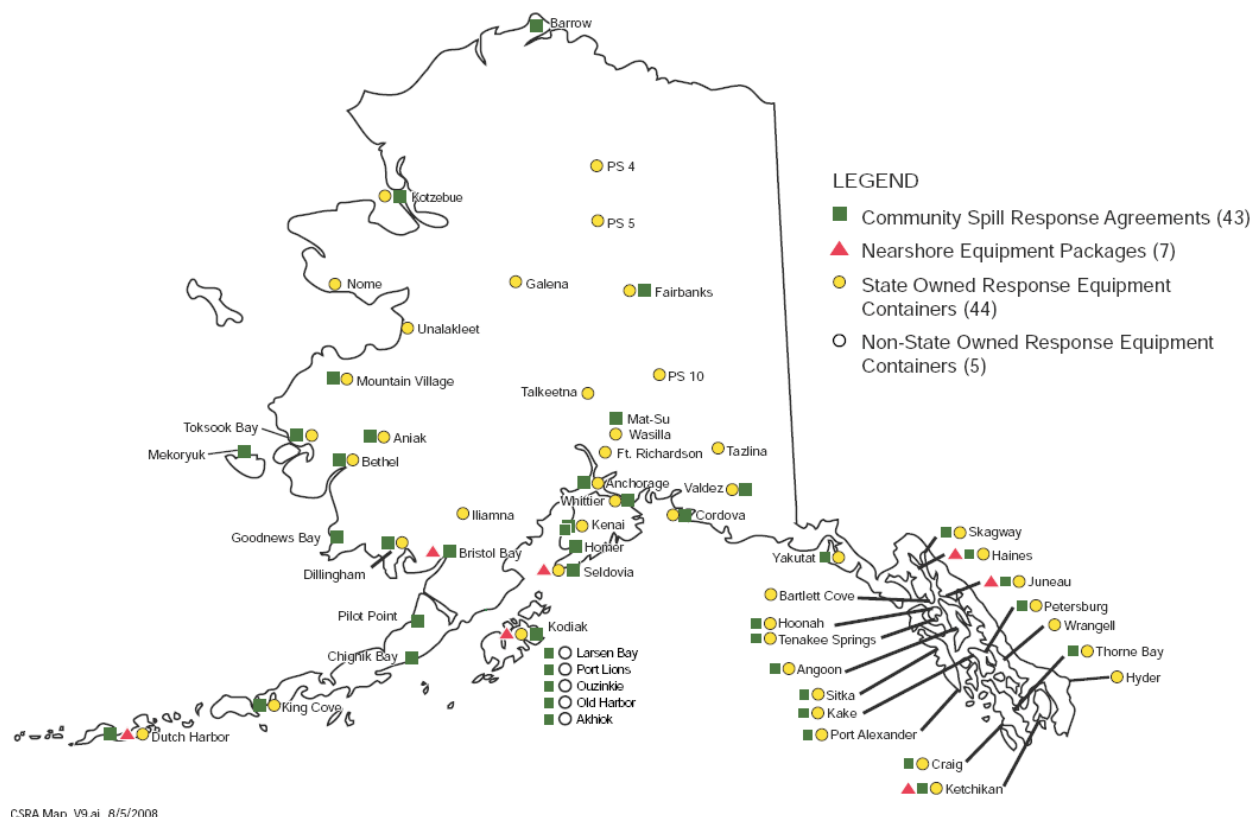 Barrow
PS 4
Kotzebue
PS 5
Nome
Galena
Fairbanks
Unalakleet
Mountain Village
PS 10
Talkeetna
Mat-Su
Toksook Bay
Wasilla
Aniak
Mekoryuk
Ft. Richardson
Tazlina
Bethel
Anchorage
Valdez
Whittier
Iliamna
Cordova
Kenai
Goodnews Bay
Homer
Bristol Bay
Dillingham
Seldovia
Pilot Point
Kodiak
Chignik Bay
Larsen Bay
Port Lions
Ouzinkie
Old Harbor
Akhiok
King Cove
Dutch Harbor
LEGEND
Community Spill Response Agreements (43)
Nearshore Equipment Packages (7)
State Owned Response Equipment
Containers (44)
Non-State Owned Response Equipment
Containers (5)
Skagway
Yakutat
Haines
Juneau
Bartlett Cove
Petersburg
Hoonah
Wrangell
Tenakee Springs
Thorne Bay
Angoon
Hyder
Sitka
Kake
Port Alexander
Craig
Ketchikan
CSRA Map_V9.ai 8/5/2008